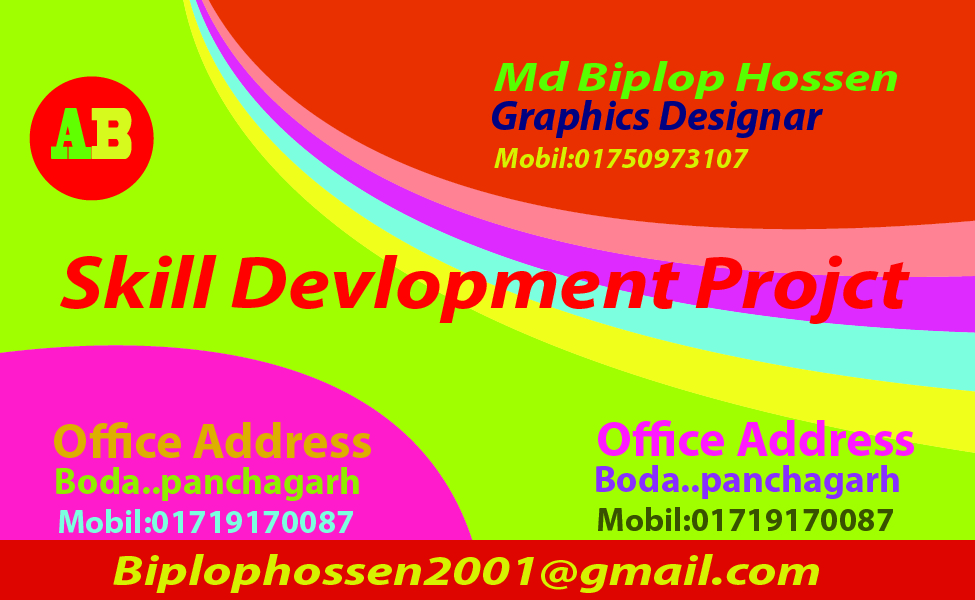 AB
Md Biplop Hossen
Graphics Designar
Mobil:01750973107
Skill Devlopment Projct
Office Address
Boda..panchagarh
Mobil:01719170087
Office Address
Boda..panchagarh
Mobil:01719170087
Biplophossen2001@gmail.com